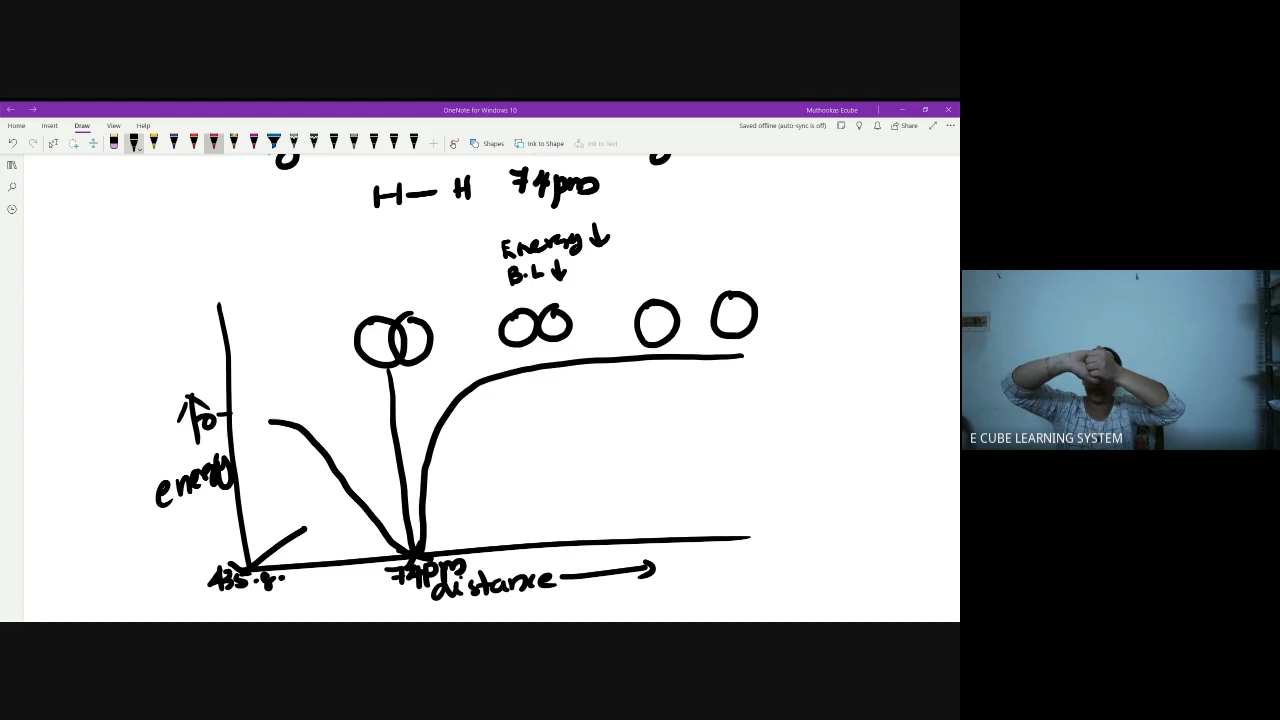 OneNote for Windows 10
Muthookas Ecube
Home Insert Draw View Help
Saved offline (auto-sync is off)
Share
Shapes
Ink to Shape
Ink to Text
H—H 74pm
Energy ↓
B.L ↓
↑ 0
energy
435.8
74pm
distance →
E CUBE LEARNING SYSTEM